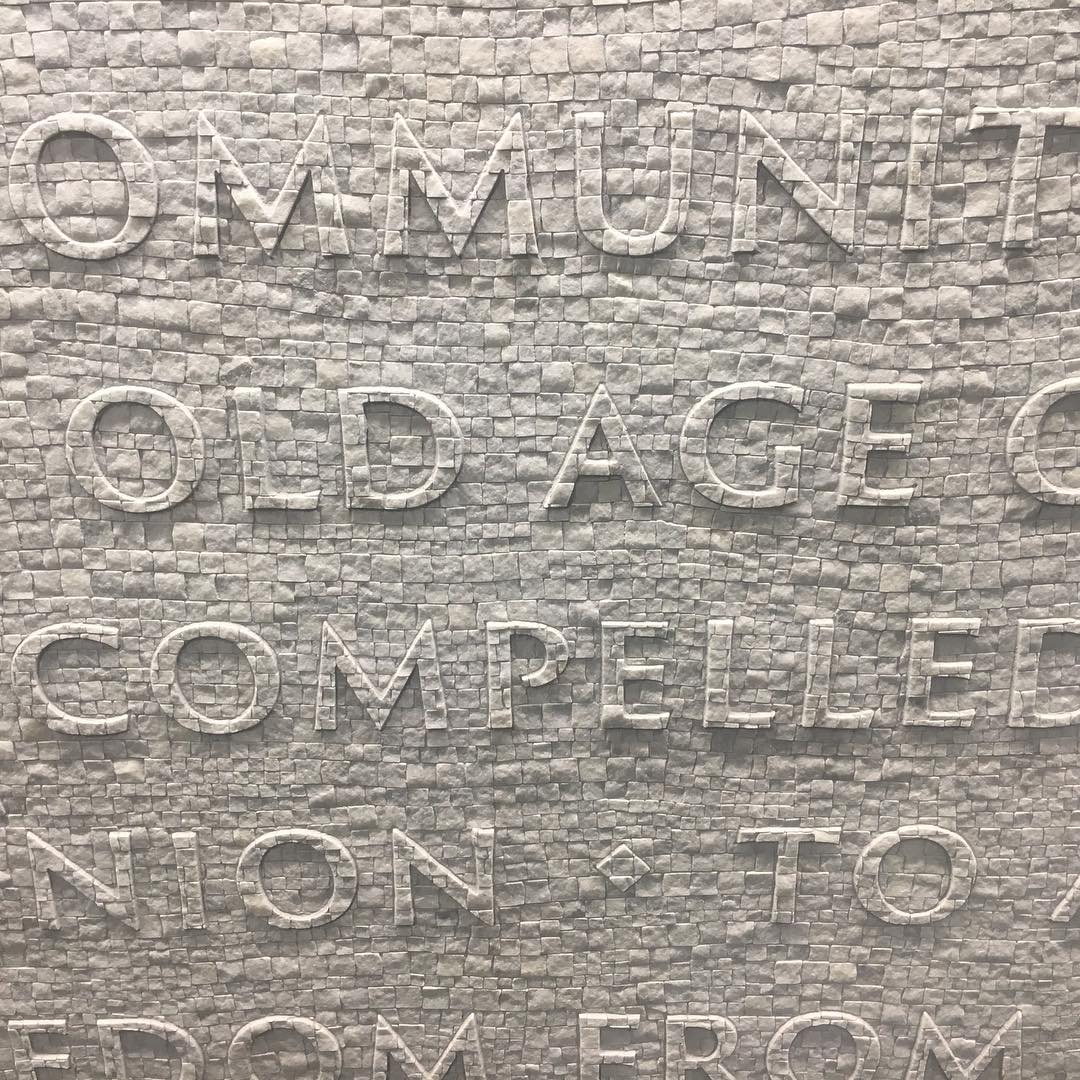 OMMUNIT
OLD AGE
COMPELLED
NION ◇ TO
EDOM FROM